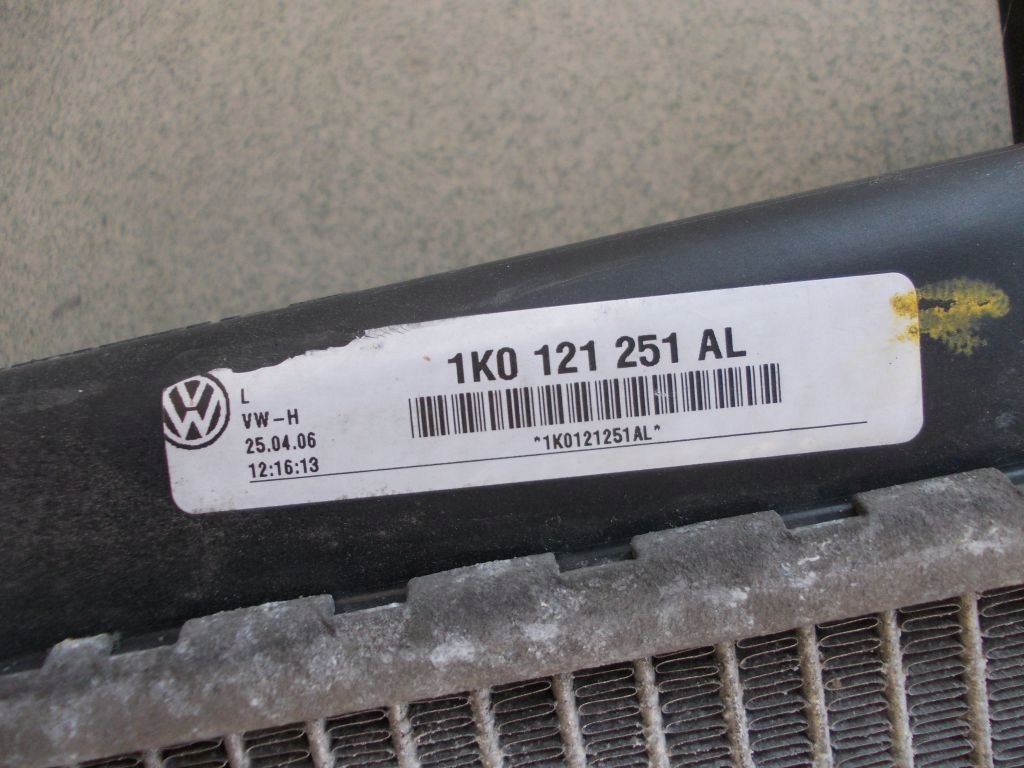 1K0 121 251 AL
L
VW-H
25.04.06
12:16:13
*1K0121251AL*